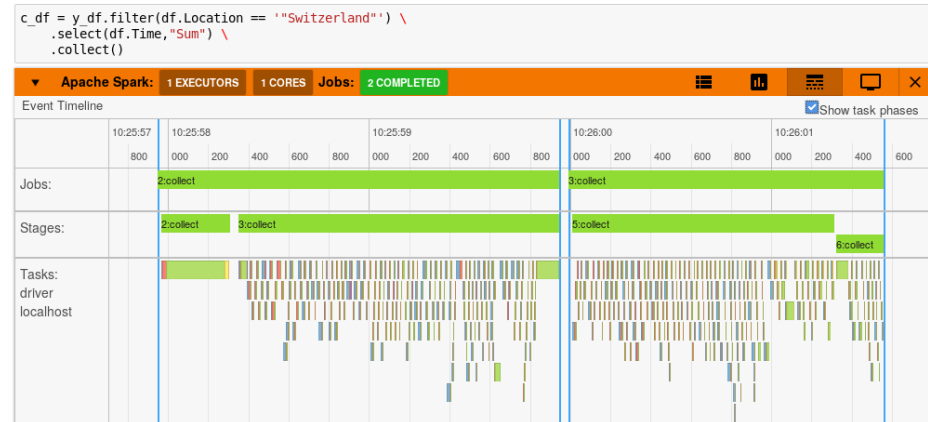 c_df = y_df.filter(df.Location == '"Switzerland"') \
.select(df.Time,"Sum") \
.collect()
▼ Apache Spark: 1 EXECUTORS 1 CORES Jobs: 2 COMPLETED
Event Timeline
Show task phases
10:25:57 10:25:58 10:25:59 10:26:00 10:26:01
800 000 200 400 600 800 000 200 400 600 800 000 200 400 600 800 000 200 400 600
Jobs: 2:collect 3:collect
Stages: 2:collect 3:collect 5:collect
6:collect
Tasks:
driver
localhost